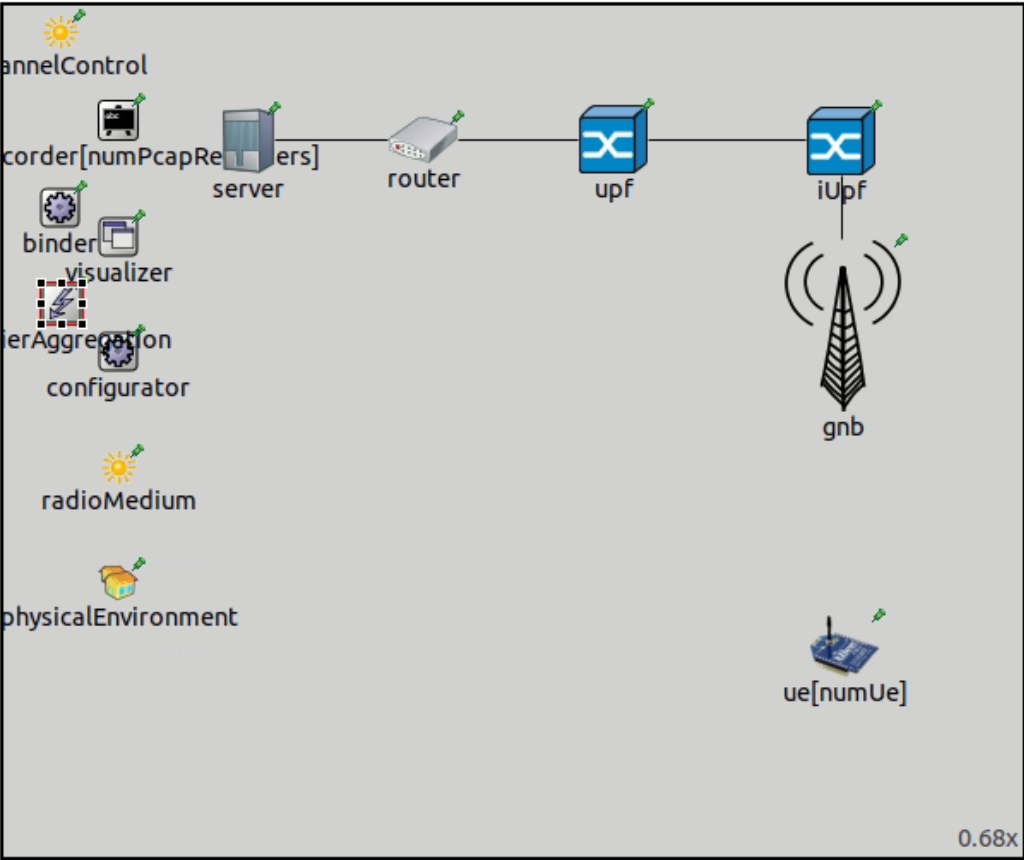 annelControl
corder[numPcapRe ers]
server
router
upf
iUpf
binder
visualizer
ierAggregation
configurator
gnb
radioMedium
physicalEnvironment
ue[numUe]
0.68x